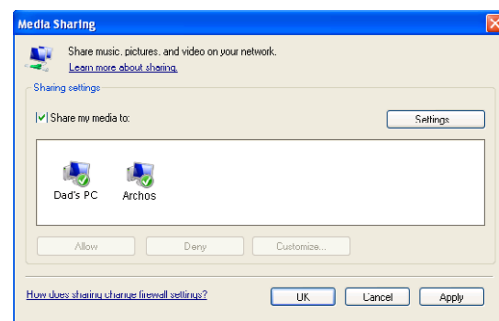 Media Sharing
Share music, pictures, and video on your network.
Learn more about sharing.
Sharing settings
Share my media to:
Settings
Dad's PC
Archos
Allow
Deny
Customize...
How does sharing change firewall settings?
OK
Cancel
Apply